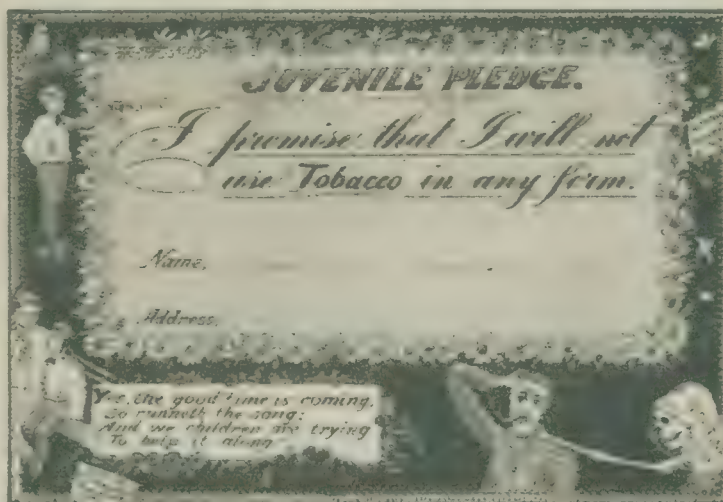 JUVENILE PLEDGE.
I promise that I will not
use Tobacco in any form.
Name.
Address.
Yes, the good time is coming,
So runneth the song;
And we children are trying
To help it along